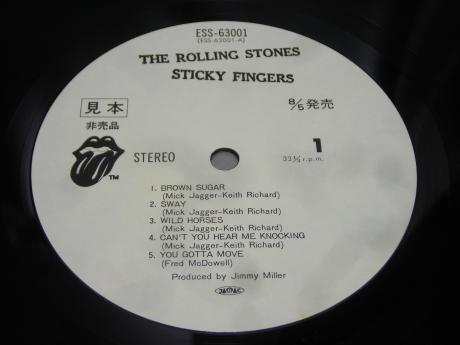 ESS-63001
(ESS-63001-A)
THE ROLLING STONES
STICKY FINGERS
見本
非売品
8/5発売
TM
STEREO
1
33⅓ r.p.m.
1. BROWN SUGAR
(Mick Jagger-Keith Richard)
2. SWAY
(Mick Jagger-Keith Richard)
3. WILD HORSES
(Mick Jagger-Keith Richard)
4. CAN'T YOU HEAR ME KNOCKING
(Mick Jagger-Keith Richard)
5. YOU GOTTA MOVE
(Fred McDowell)
Produced by Jimmy Miller